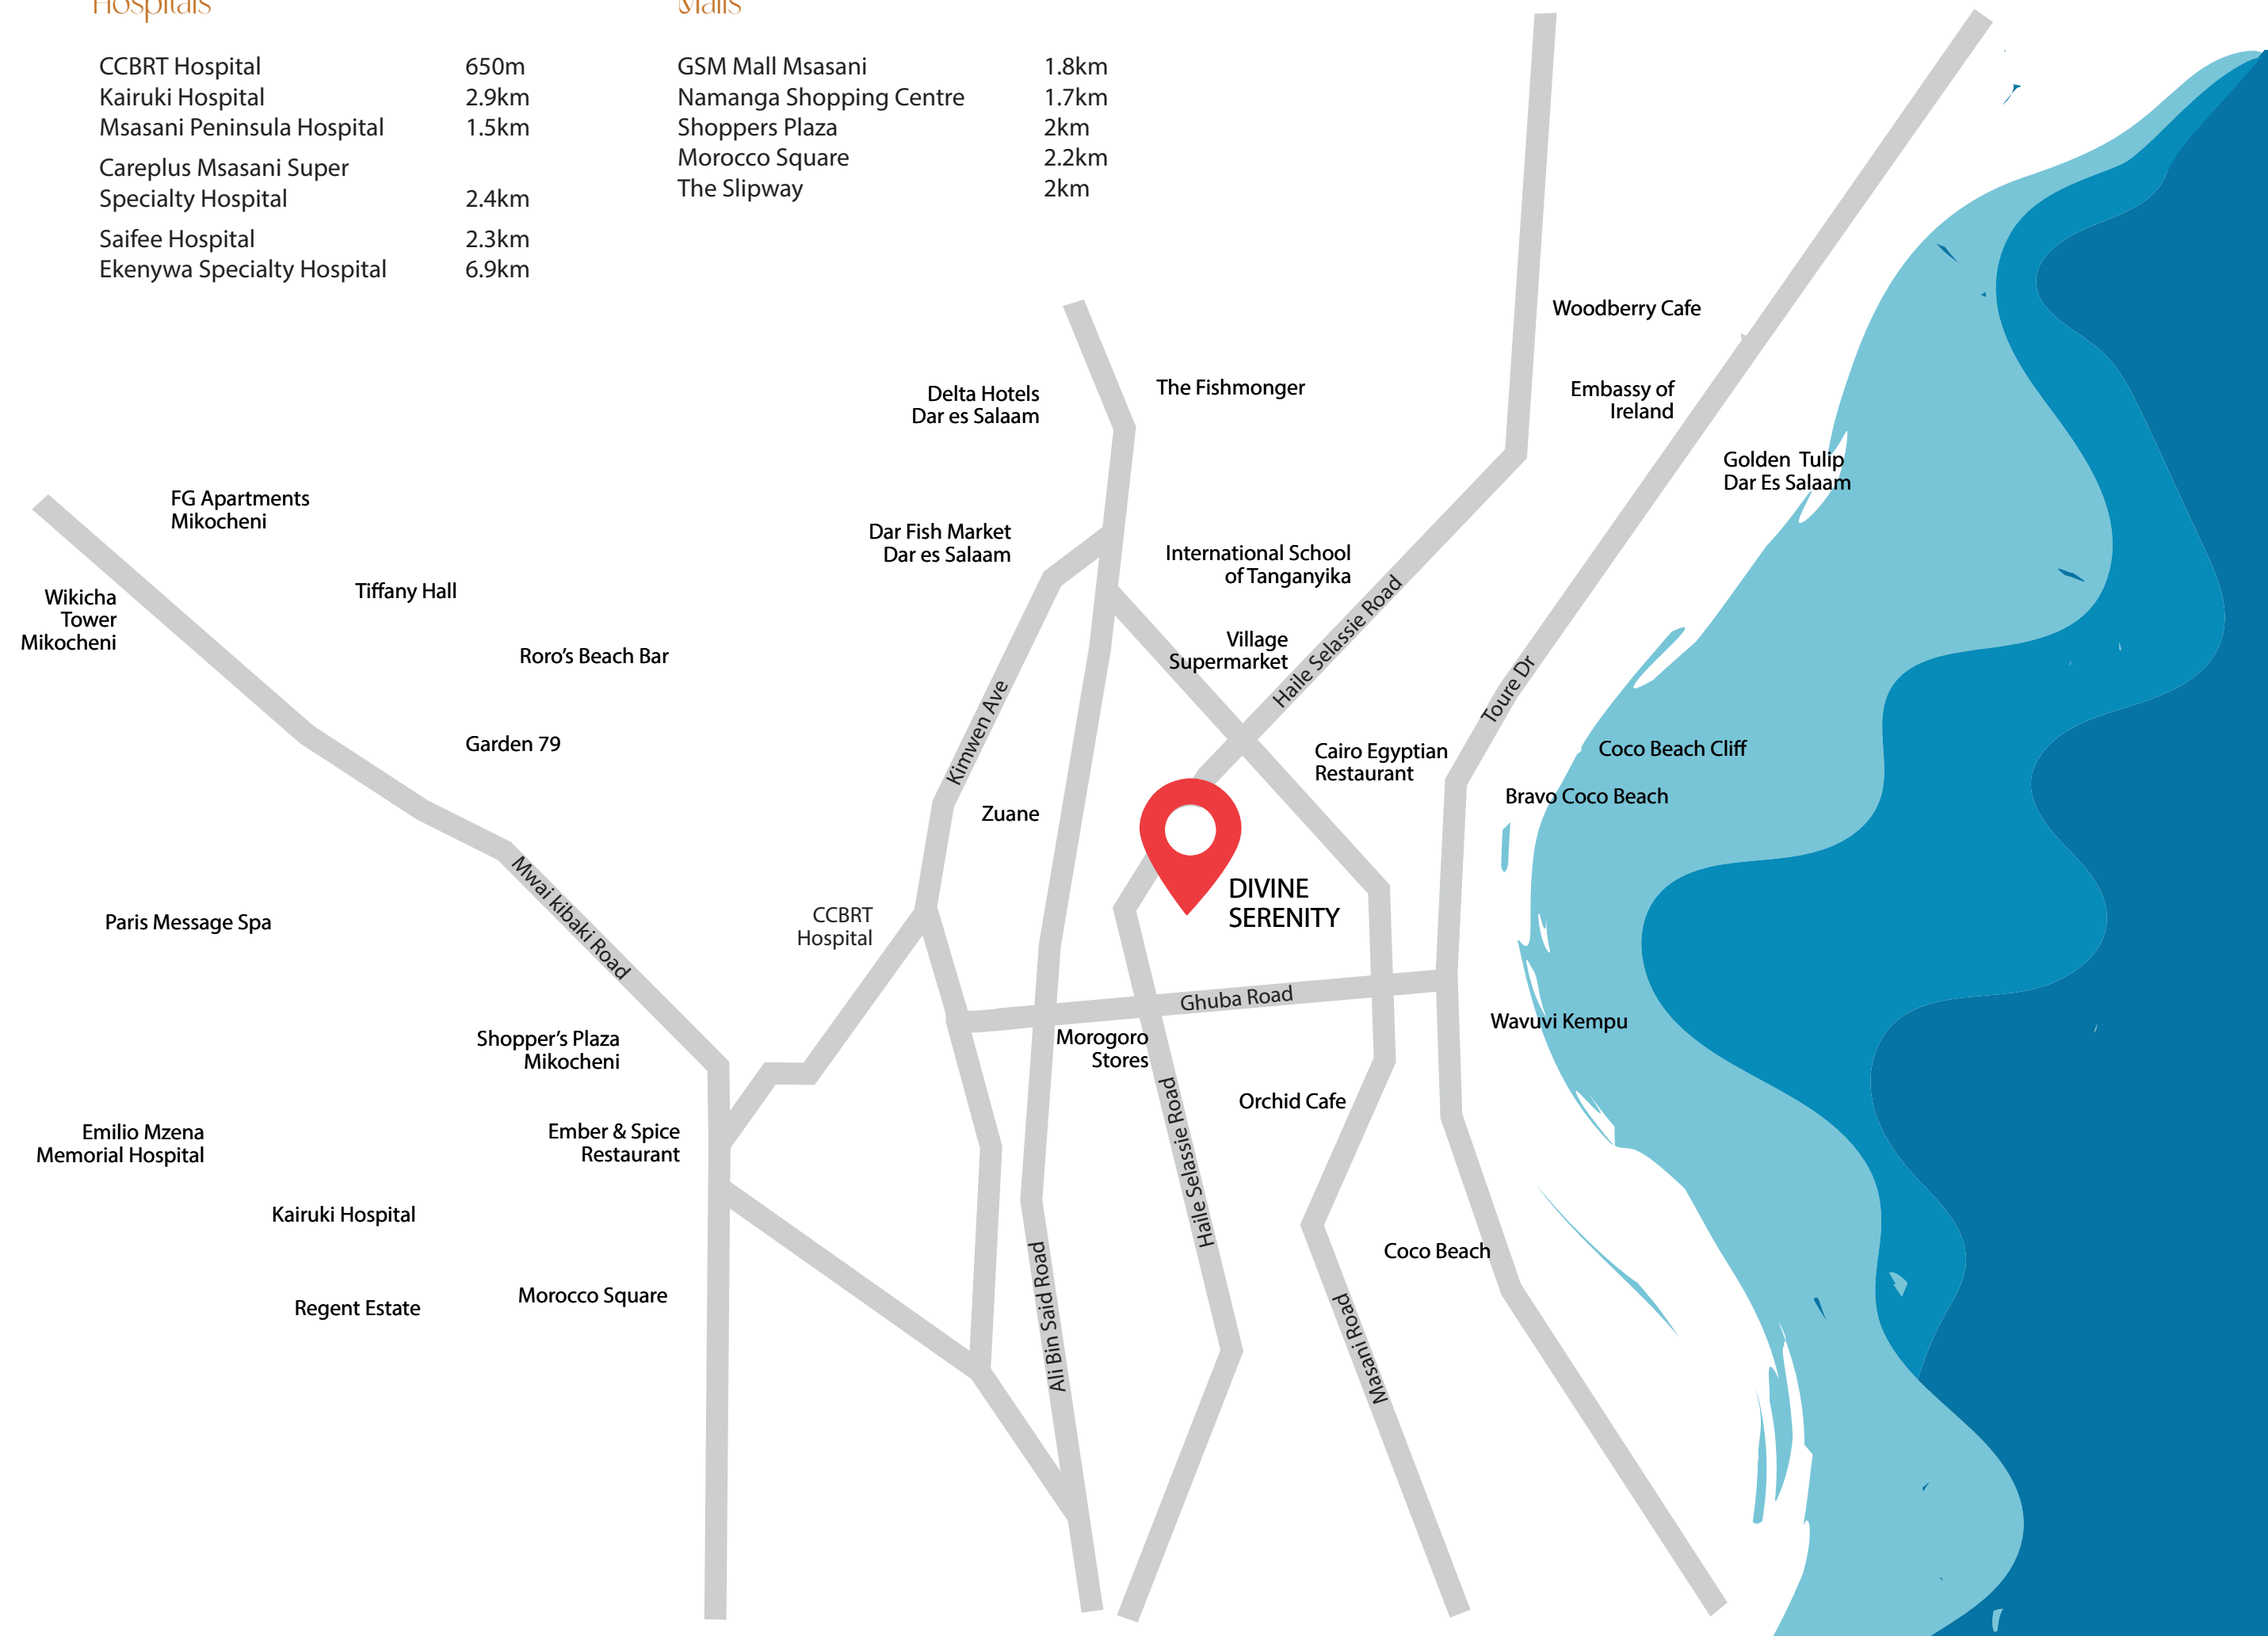 Hospitals
CCBRT Hospital 650m
Kairuki Hospital 2.9km
Msasani Peninsula Hospital 1.5km
Careplus Msasani Super
Specialty Hospital 2.4km
Saifee Hospital 2.3km
Ekenywa Specialty Hospital 6.9km
Malls
GSM Mall Msasani 1.8km
Namanga Shopping Centre 1.7km
Shoppers Plaza 2km
Morocco Square 2.2km
The Slipway 2km
Woodberry Cafe
Delta Hotels
Dar es Salaam
The Fishmonger
Embassy of
Ireland
Golden Tulip
Dar Es Salaam
FG Apartments
Mikocheni
Dar Fish Market
Dar es Salaam
International School
of Tanganyika
Wikicha
Tower
Mikocheni
Tiffany Hall
Roro's Beach Bar
Village
Supermarket
Haile Selassie Road
Toure Dr
Kimwen Ave
Garden 79
Cairo Egyptian
Restaurant
Coco Beach Cliff
Bravo Coco Beach
Zuane
DIVINE
SERENITY
Mwai kibaki Road
Paris Message Spa
CCBRT
Hospital
Ghuba Road
Wavuvi Kempu
Shopper's Plaza
Mikocheni
Morogoro
Stores
Orchid Cafe
Haile Selassie Road
Emilio Mzena
Memorial Hospital
Ember & Spice
Restaurant
Kairuki Hospital
Coco Beach
Regent Estate
Morocco Square
Ali Bin Said Road
Masani Road